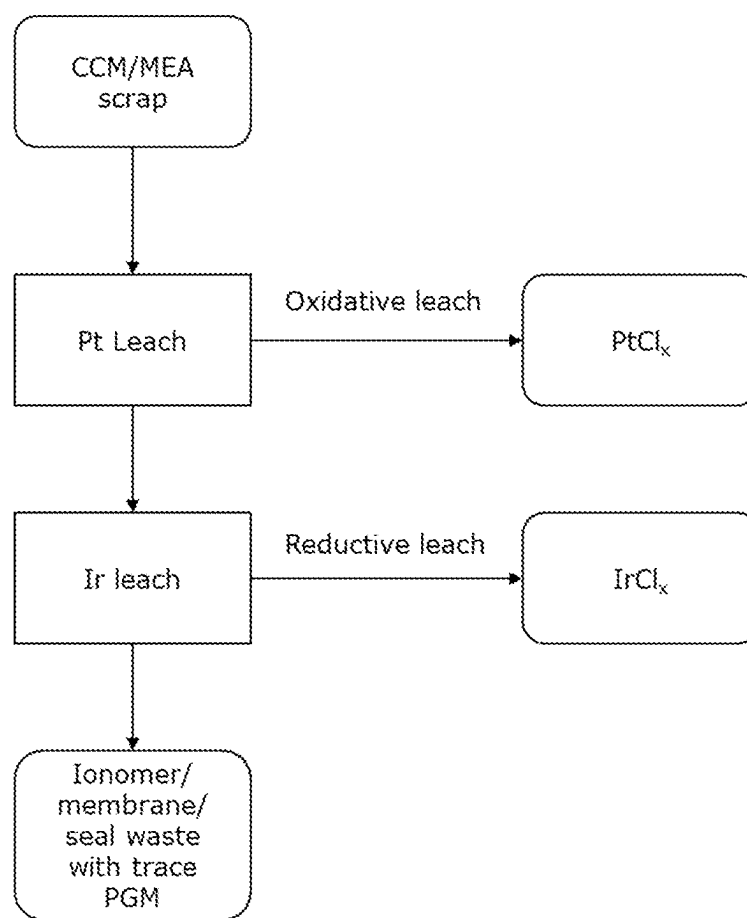 CCM/MEA
scrap
Oxidative leach
Pt Leach
PtClₓ
Reductive leach
Ir leach
IrClₓ
Ionomer/
membrane/
seal waste
with trace
PGM